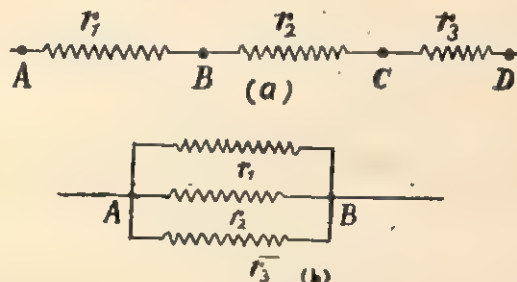 r₁ r₂ r₃
A B C D
(a)
r₁
A B
r₂
r₃ (b)